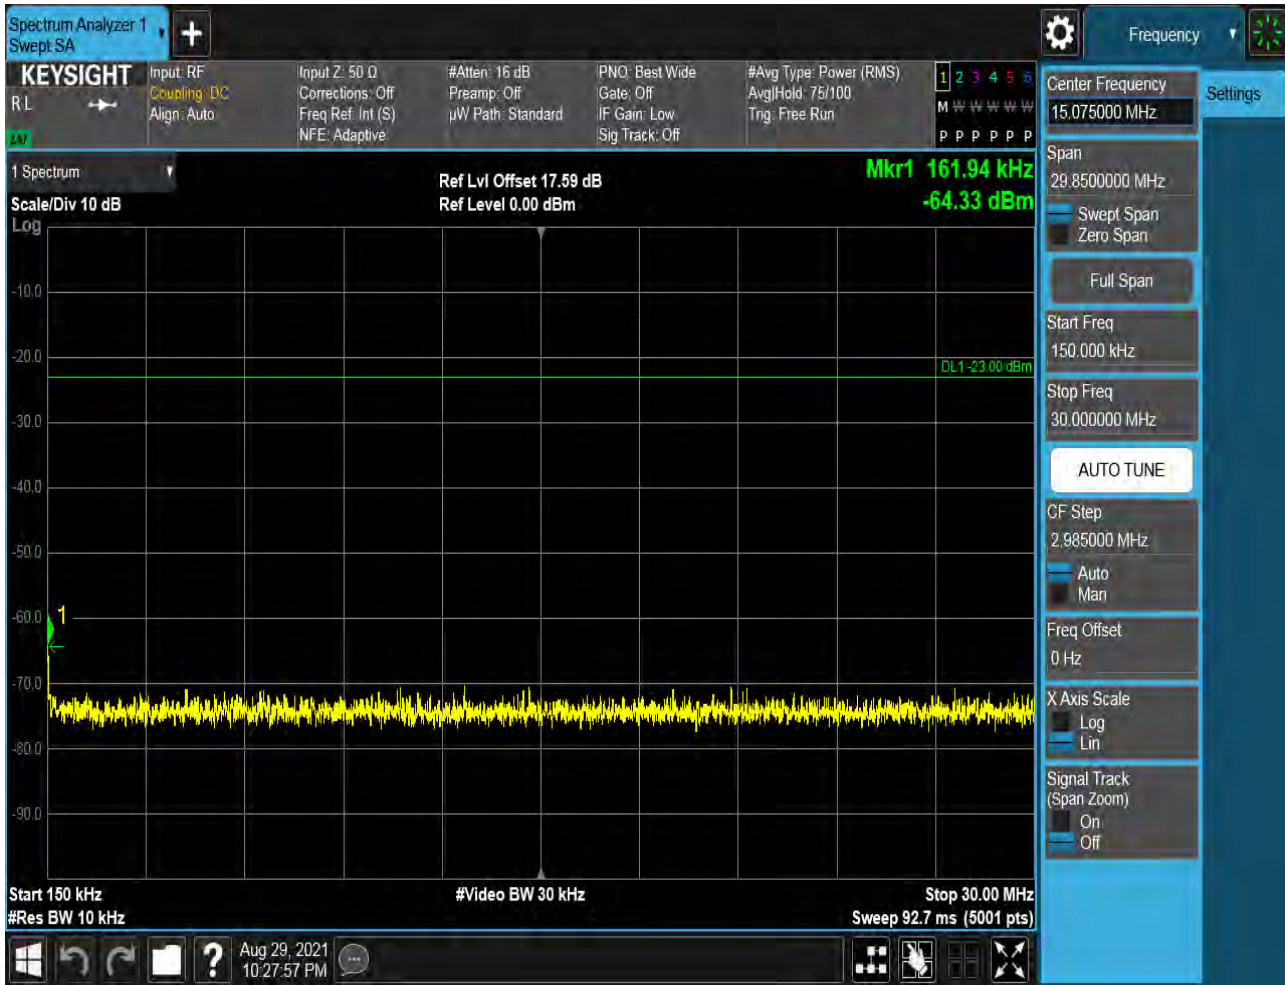 Spectrum Analyzer 1
Swept SA
Frequency
KEYSIGHT
R L
LNI
Input: RF
Coupling: DC
Align: Auto
Input Z: 50 Ω
Corrections: Off
Freq Ref: Int (S)
NFE: Adaptive
#Atten: 16 dB
Preamp: Off
µW Path: Standard
PNO: Best Wide
Gate: Off
IF Gain: Low
Sig Track: Off
#Avg Type: Power (RMS)
Avg|Hold: 75/100
Trig: Free Run
1 2 3 4 5 6
M W W W W W
P P P P P P
1 Spectrum
Scale/Div 10 dB
Log
Ref Lvl Offset 17.59 dB
Ref Level 0.00 dBm
Mkr1 161.94 kHz
-64.33 dBm
-10.0
-20.0
DL1 -23.00 dBm
-30.0
-40.0
-50.0
-60.0
1
-70.0
-80.0
-90.0
Start 150 kHz
#Res BW 10 kHz
#Video BW 30 kHz
Stop 30.00 MHz
Sweep 92.7 ms (5001 pts)
Aug 29, 2021
10:27:57 PM
Center Frequency
15.075000 MHz
Span
29.8500000 MHz
Swept Span
Zero Span
Full Span
Start Freq
150.000 kHz
Stop Freq
30.000000 MHz
AUTO TUNE
CF Step
2.985000 MHz
Auto
Man
Freq Offset
0 Hz
X Axis Scale
Log
Lin
Signal Track
(Span Zoom)
On
Off
Settings